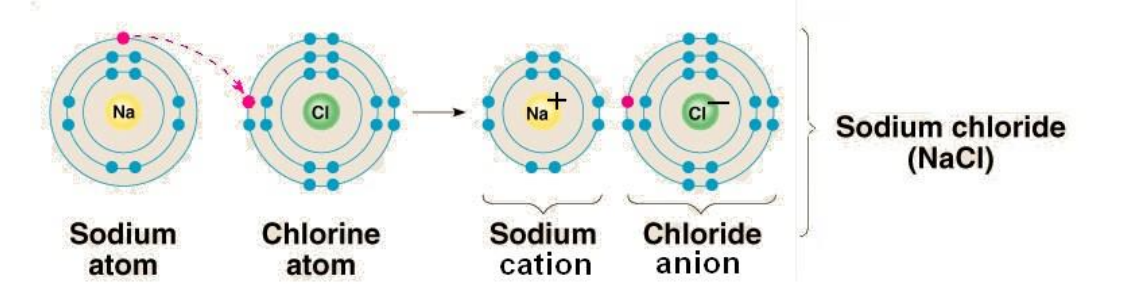 Na
Cl
Na+
Cl−
Sodium chloride
(NaCl)
Sodium
atom
Chlorine
atom
Sodium
cation
Chloride
anion